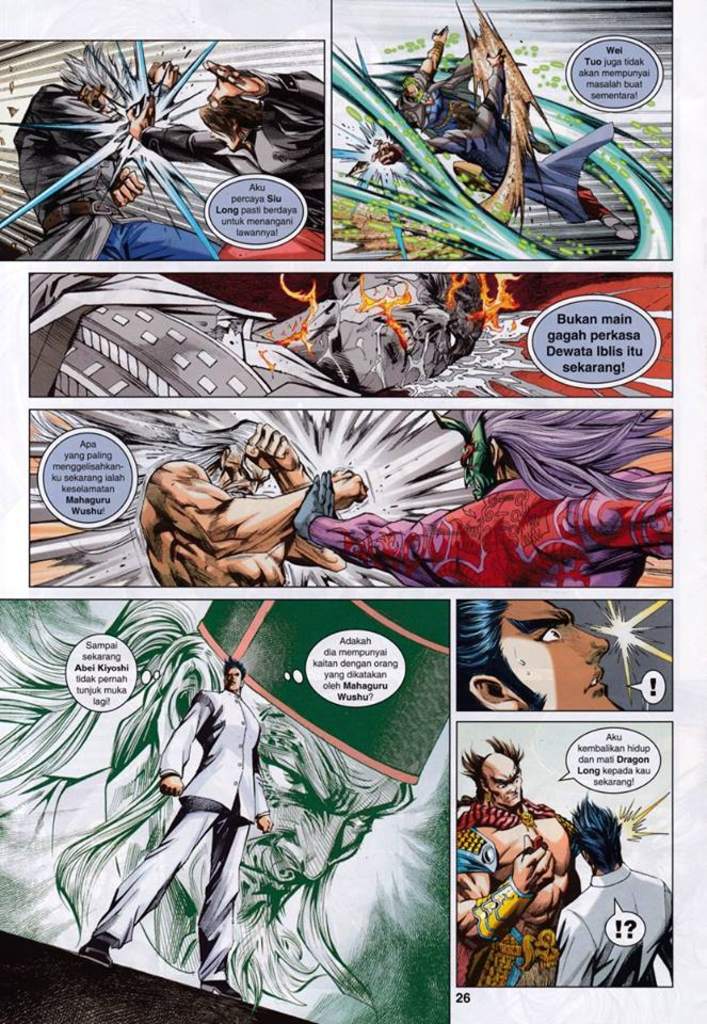 Aku
percaya Siu
Long pasti berdaya
untuk menangani
lawannya!
Wei
Tuo juga tidak
akan mempunyai
masalah buat
sementara!
Bukan main
gagah perkasa
Dewata Iblis itu
sekarang!
Apa
yang paling
menggelisahkan-
ku sekarang ialah
keselamatan
Mahaguru
Wushu!
Sampai
sekarang
Abei Kiyoshi
tidak pernah
tunjuk muka
lagi!
Adakah
dia mempunyai
kaitan dengan orang
yang dikatakan
oleh Mahaguru
Wushu?
!
Aku
kembalikan hidup
dan mati Dragon
Long kepada kau
sekarang!
!?
26